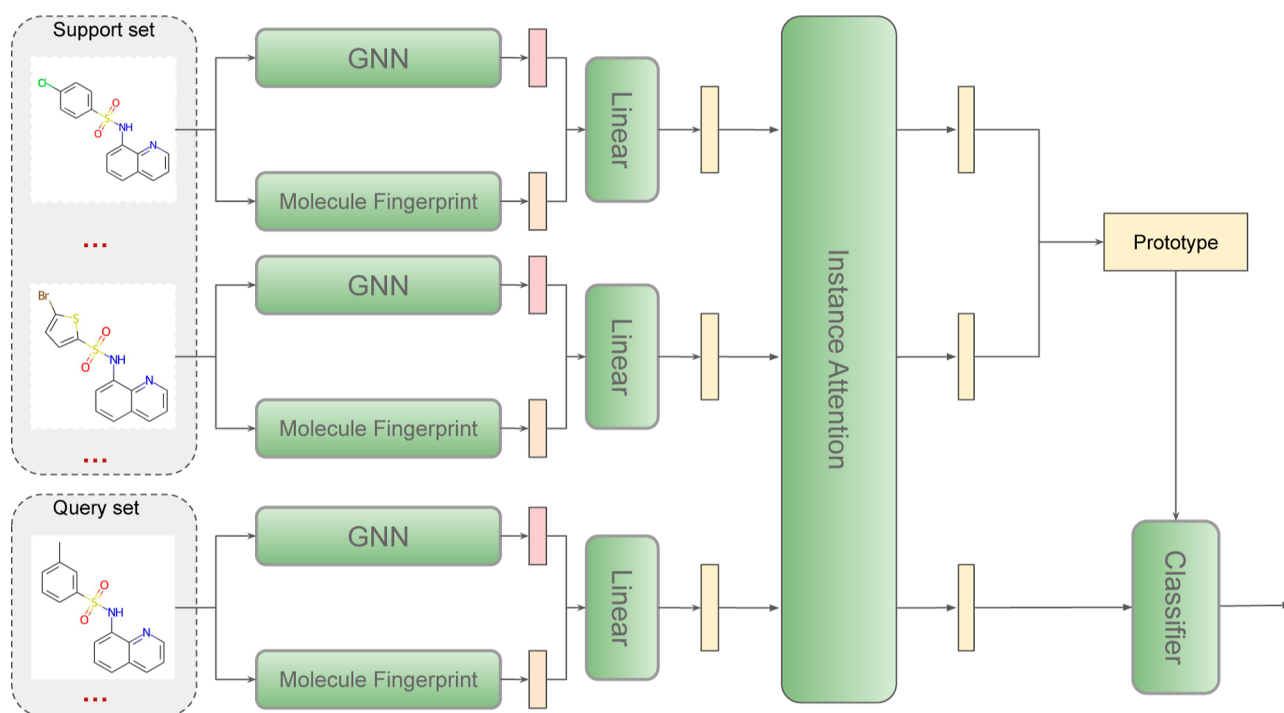 Support set
Cl
O
S
O
NH
N
...
GNN
Molecule Fingerprint
Linear
Br
S
O
S
O
NH
N
...
GNN
Molecule Fingerprint
Linear
Query set
O
S
O
NH
N
...
GNN
Molecule Fingerprint
Linear
Instance Attention
Prototype
Classifier